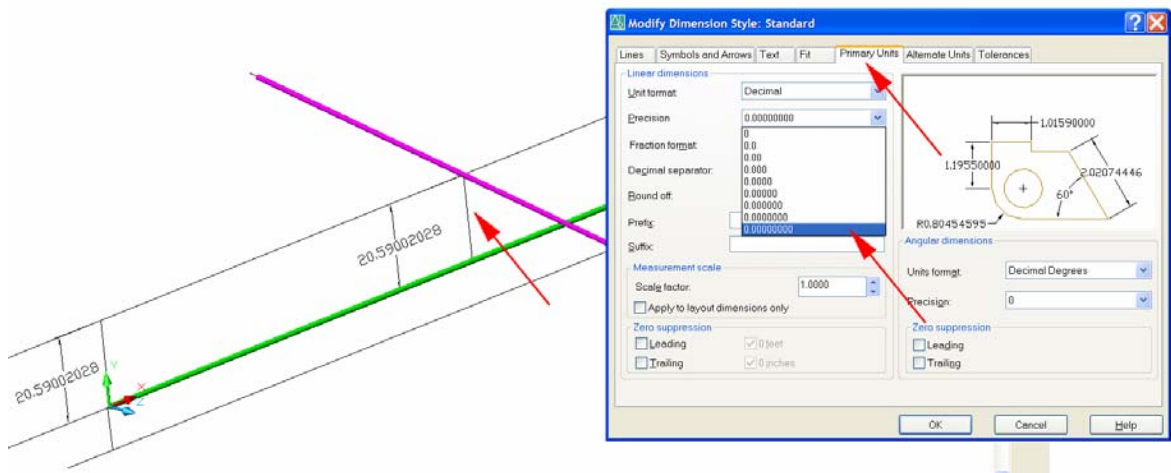 20.59002028
20.59002028
Y
X
Z
Modify Dimension Style: Standard
Lines Symbols and Arrows Text Fit Primary Units Alternate Units Tolerances
Linear dimensions
Unit format: Decimal
Precision 0.00000000
0
0.0
0.00
0.000
0.0000
0.00000
0.000000
0.0000000
0.00000000
Fraction format:
Decimal separator:
Round off:
Prefix:
Suffix:
Measurement scale
Scale factor: 1.0000
Apply to layout dimensions only
Zero suppression
Leading 0 feet
Trailing 0 inches
1.01590000
1.19550000
2.02074446
60°
R0.80454595
Angular dimensions
Units format: Decimal Degrees
Precision: 0
Zero suppression
Leading
Trailing
OK Cancel Help